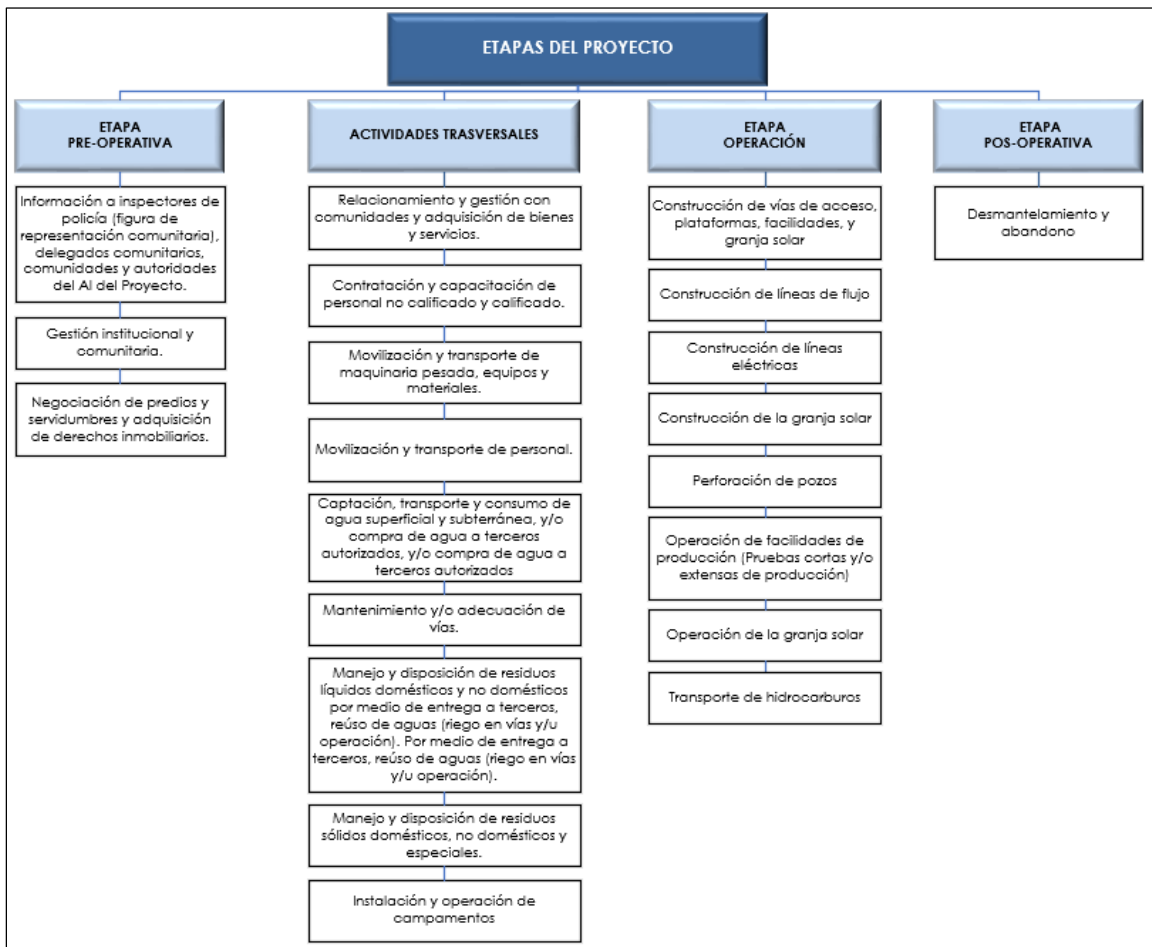 ETAPAS DEL PROYECTO
ETAPA
PRE-OPERATIVA
Información a inspectores de
policía (figura de
representación comunitaria),
delegados comunitarios,
comunidades y autoridades
del AI del Proyecto.
Gestión institucional y
comunitaria.
Negociación de predios y
servidumbres y adquisición
de derechos inmobiliarios.
ACTIVIDADES TRASVERSALES
Relacionamiento y gestión con
comunidades y adquisición de bienes
y servicios.
Contratación y capacitación de
personal no calificado y calificado.
Movilización y transporte de
maquinaria pesada, equipos y
materiales.
Movilización y transporte de personal.
Captación, transporte y consumo de
agua superficial y subterránea, y/o
compra de agua a terceros
autorizados, y/o compra de agua a
terceros autorizados
Mantenimiento y/o adecuación de
vías.
Manejo y disposición de residuos
líquidos domésticos y no domésticos
por medio de entrega a terceros,
reúso de aguas (riego en vías y/u
operación). Por medio de entrega a
terceros, reúso de aguas (riego en vías
y/u operación).
Manejo y disposición de residuos
sólidos domésticos, no domésticos y
especiales.
Instalación y operación de
campamentos
ETAPA
OPERACIÓN
Construcción de vías de acceso,
plataformas, facilidades, y
granja solar
Construcción de líneas de flujo
Construcción de líneas
eléctricas
Construcción de la granja solar
Perforación de pozos
Operación de facilidades de
producción (Pruebas cortas y/o
extensas de producción)
Operación de la granja solar
Transporte de hidrocarburos
ETAPA
POS-OPERATIVA
Desmantelamiento y
abandono